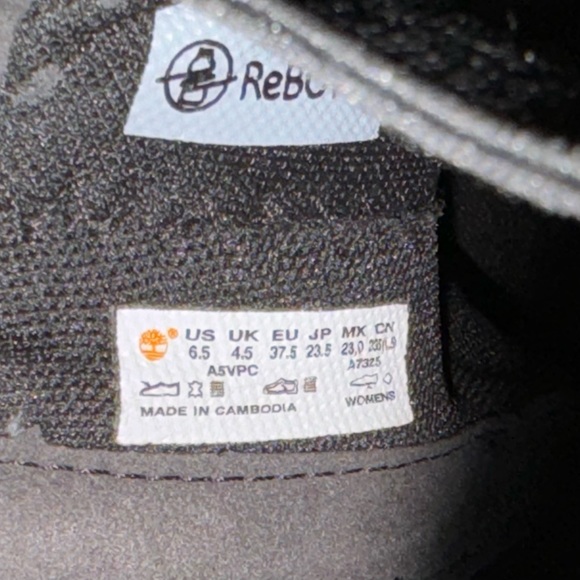 US UK EU JP MX CN
6.5 4.5 37.5 23.5 23.0
A5VPC A7325
MADE IN CAMBODIA WOMENS